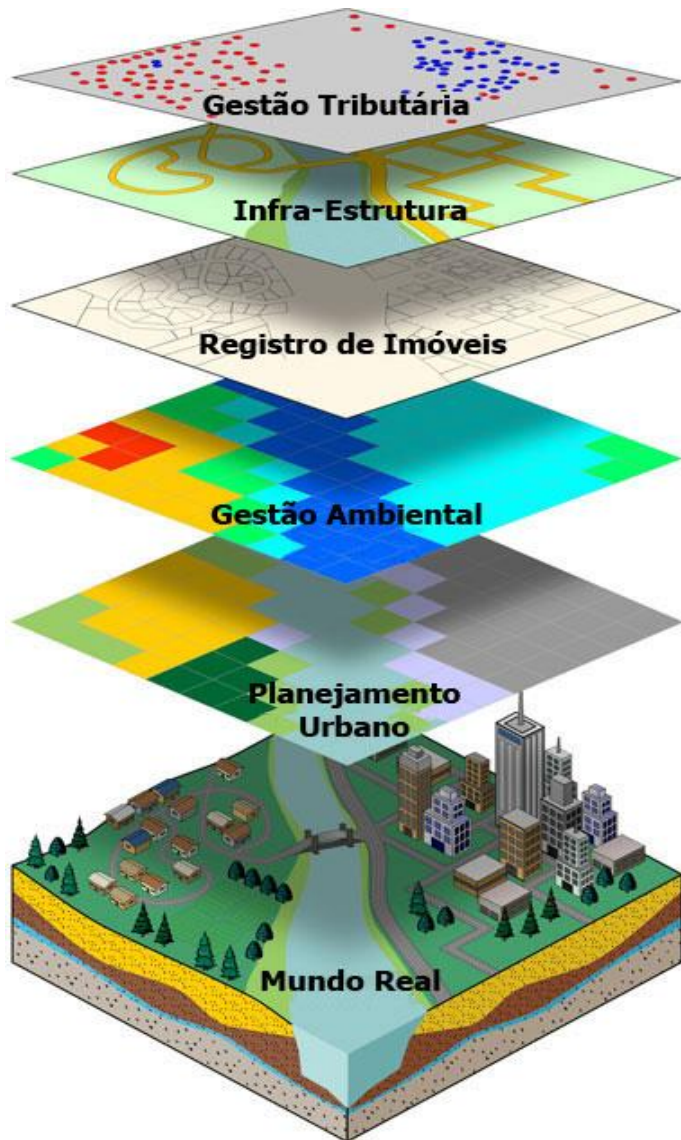 Gestão Tributária
Infra-Estrutura
Registro de Imóveis
Gestão Ambiental
Planejamento
Urbano
Mundo Real